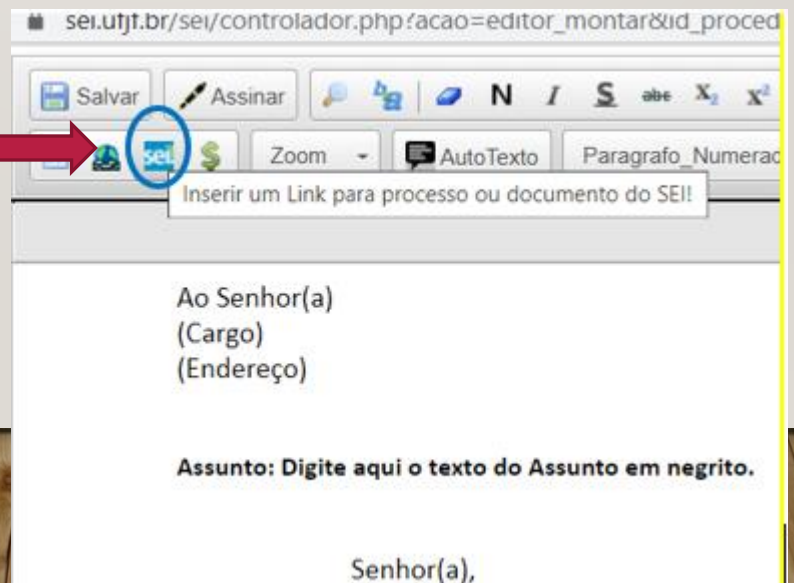 sei.ufjf.br/sei/controlador.php?acao=editor_montar&id_proced
Salvar Assinar N I S abc X₂ X²
sei $ Zoom AutoTexto Paragrafo_Numerad
Inserir um Link para processo ou documento do SEI!
Ao Senhor(a)
(Cargo)
(Endereço)
Assunto: Digite aqui o texto do Assunto em negrito.
Senhor(a),